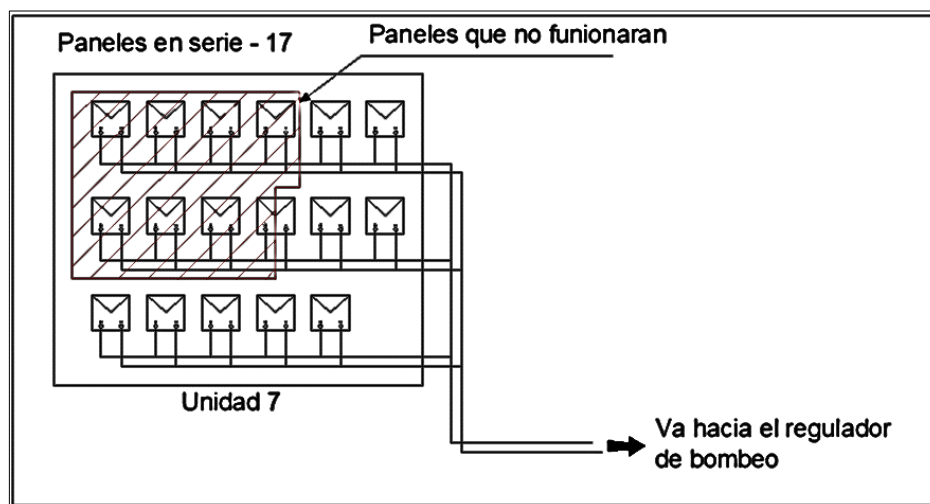 Paneles en serie - 17
Paneles que no funionaran
Unidad 7
Va hacia el regulador
de bombeo